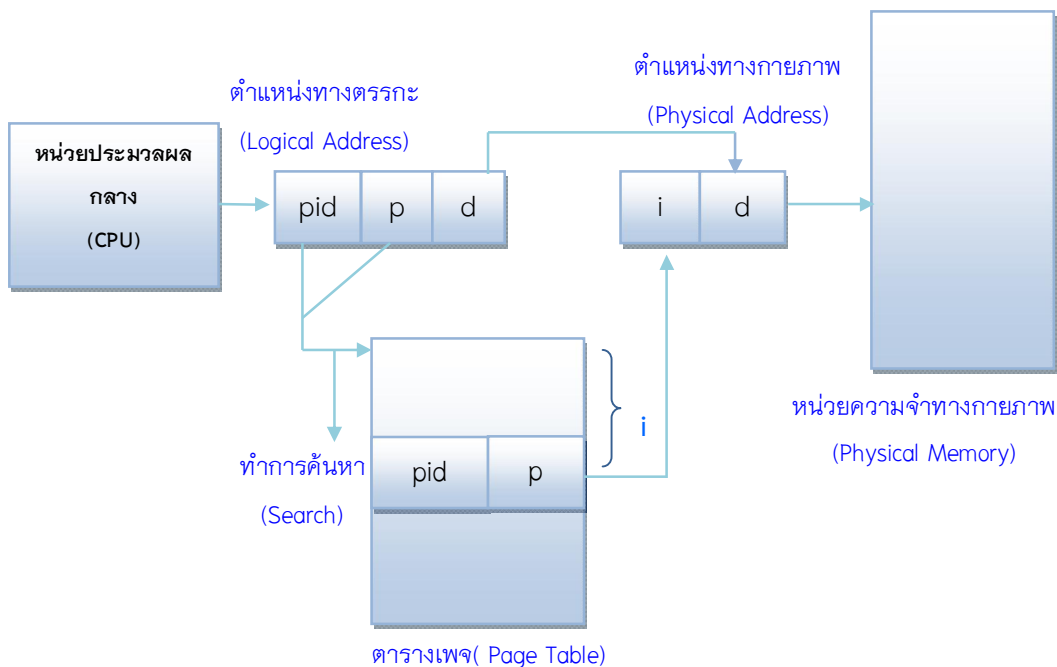 หน่วยประมวลผล
กลาง
(CPU)
ตำแหน่งทางตรรกะ
(Logical Address)
pid
p
d
ตำแหน่งทางกายภาพ
(Physical Address)
i
d
หน่วยความจำทางกายภาพ
(Physical Memory)
ทำการค้นหา
(Search)
pid
p
i
ตารางเพจ( Page Table)